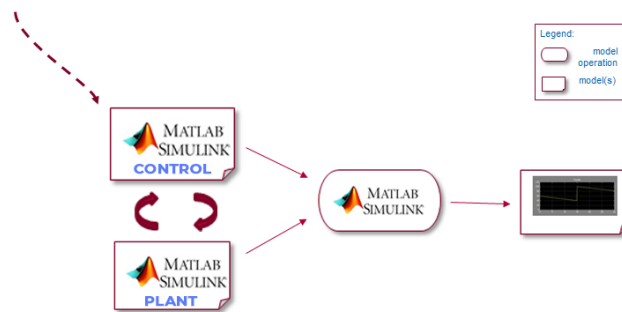 Legend:
model
operation
model(s)
MATLAB
SIMULINK
CONTROL
MATLAB
SIMULINK
MATLAB
SIMULINK
PLANT